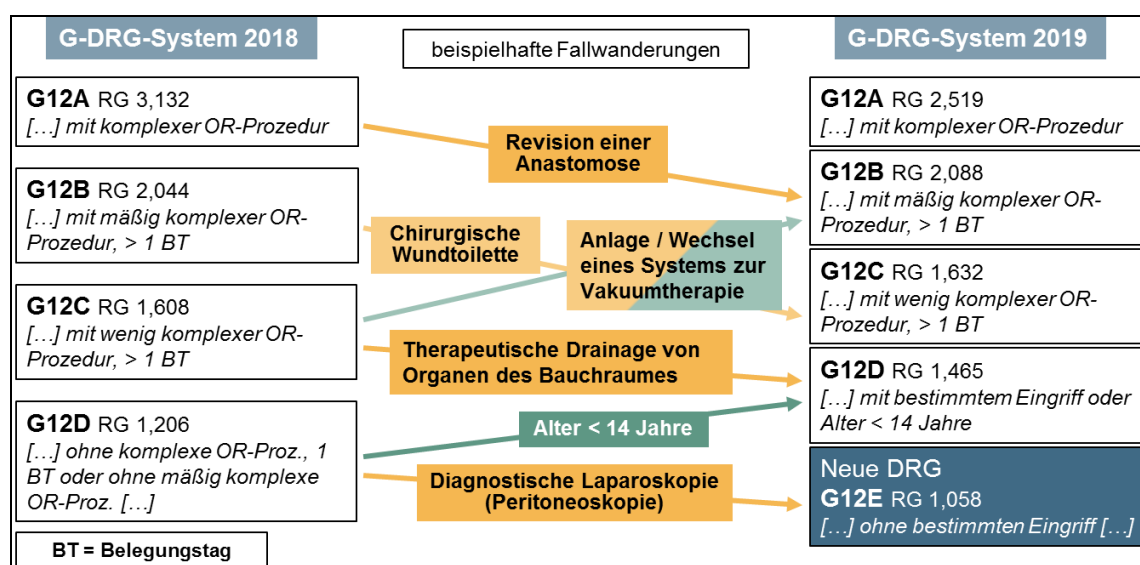 G-DRG-System 2018
beispielhafte Fallwanderungen
G-DRG-System 2019
G12A RG 3,132
[…] mit komplexer OR-Prozedur
G12B RG 2,044
[…] mit mäßig komplexer OR-
Prozedur, > 1 BT
G12C RG 1,608
[…] mit wenig komplexer OR-
Prozedur, > 1 BT
G12D RG 1,206
[…] ohne komplexe OR-Proz., 1
BT oder ohne mäßig komplexe
OR-Proz. […]
BT = Belegungstag
Revision einer
Anastomose
Chirurgische
Wundtoilette
Anlage / Wechsel
eines Systems zur
Vakuumtherapie
Therapeutische Drainage von
Organen des Bauchraumes
Alter < 14 Jahre
Diagnostische Laparoskopie
(Peritoneoskopie)
G12A RG 2,519
[…] mit komplexer OR-Prozedur
G12B RG 2,088
[…] mit mäßig komplexer OR-
Prozedur, > 1 BT
G12C RG 1,632
[…] mit wenig komplexer OR-
Prozedur, > 1 BT
G12D RG 1,465
[…] mit bestimmtem Eingriff oder
Alter < 14 Jahre
Neue DRG
G12E RG 1,058
[…] ohne bestimmten Eingriff […]